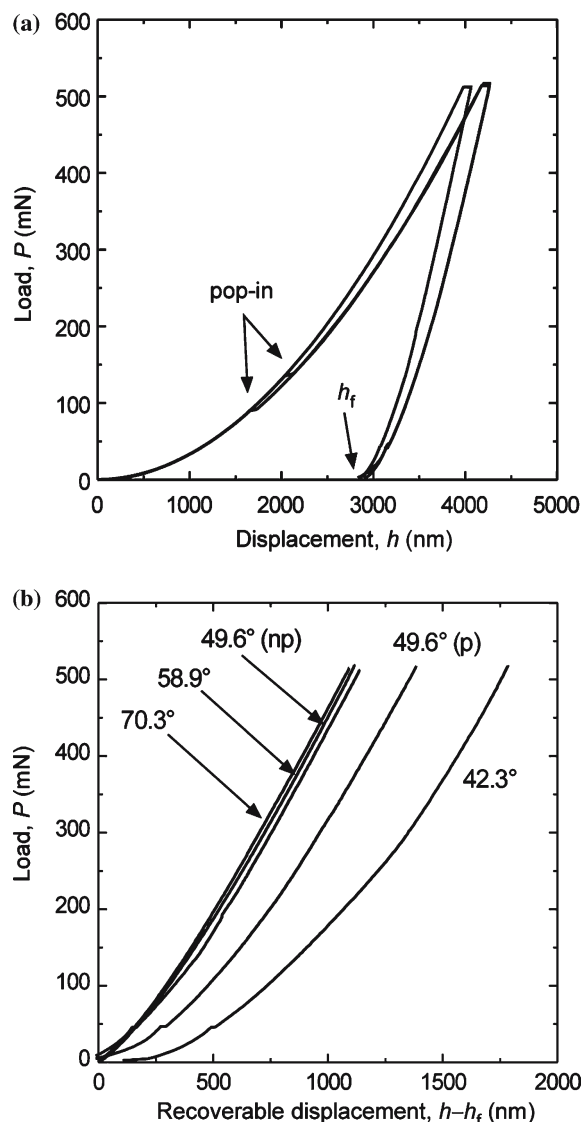 (a)
600
500
400
300
200
100
0
Load, P (mN)
pop-in
hf
0 1000 2000 3000 4000 5000
Displacement, h (nm)
(b)
600
500
400
300
200
100
0
Load, P (mN)
49.6° (np)
49.6° (p)
58.9°
70.3°
42.3°
0 500 1000 1500 2000
Recoverable displacement, h–hf (nm)